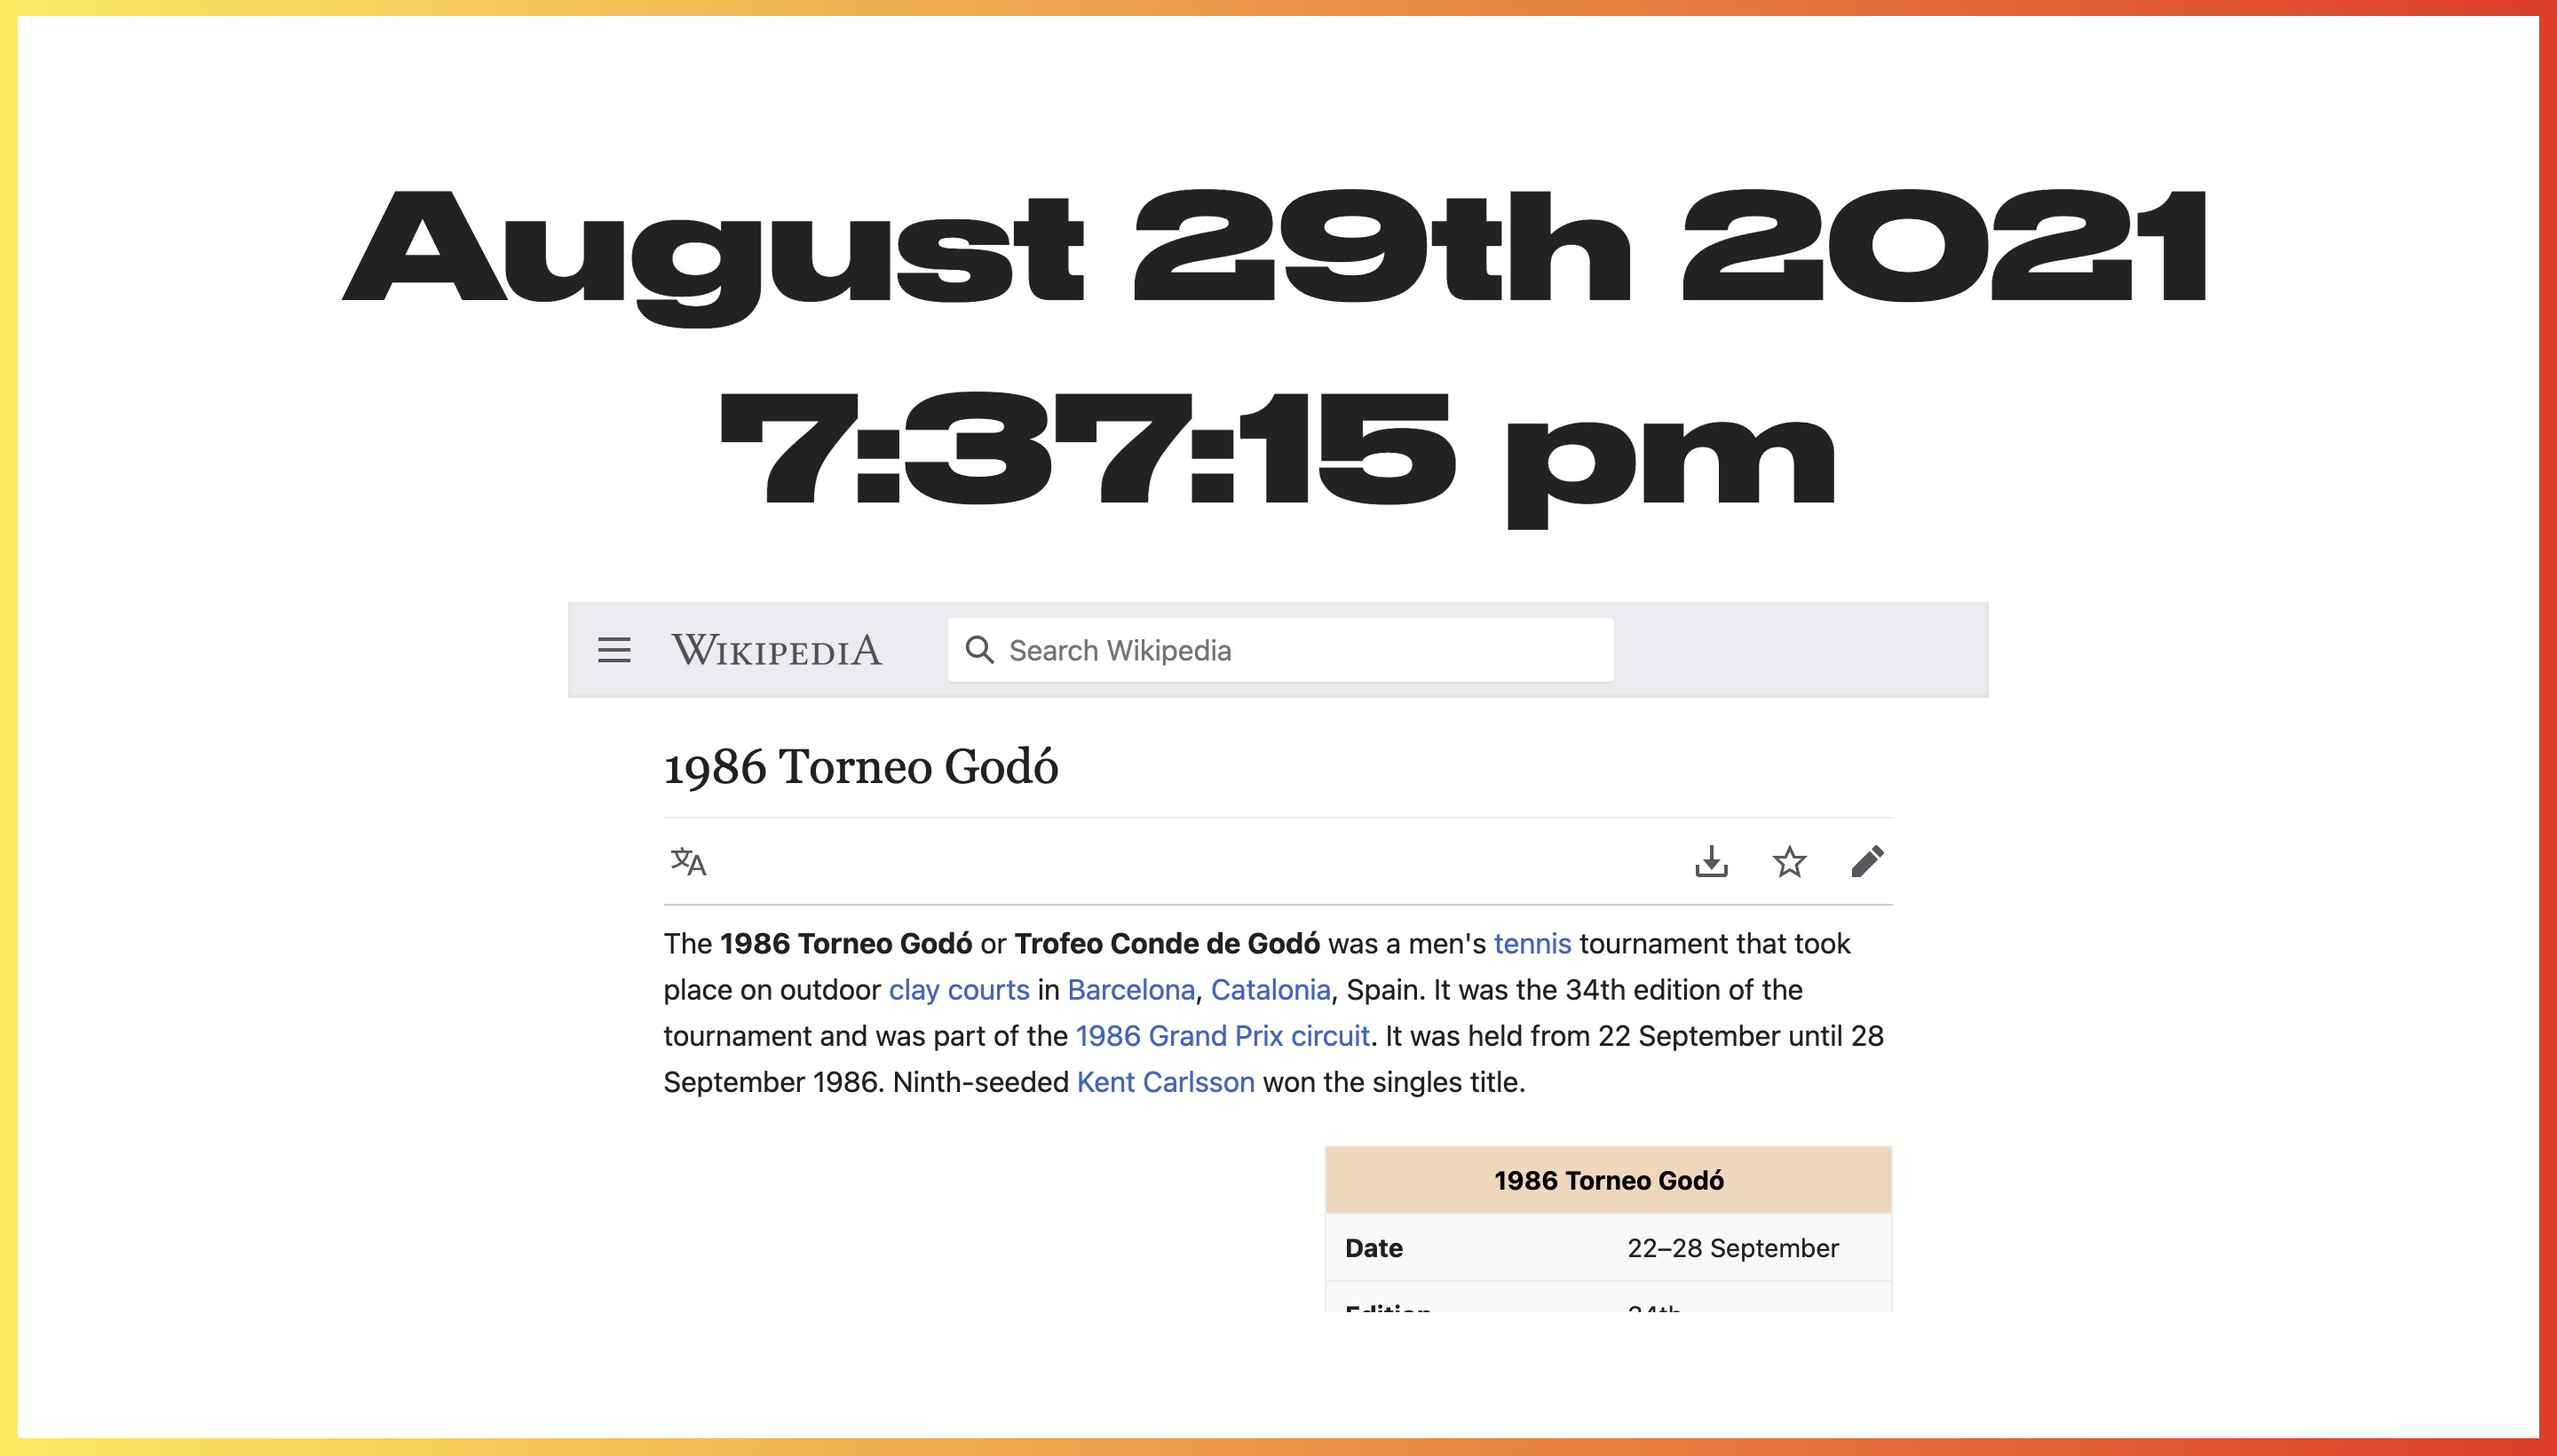 August 29th 2021
7:37:15 pm
WIKIPEDIA
Search Wikipedia
1986 Torneo Godó
The 1986 Torneo Godó or Trofeo Conde de Godó was a men's tennis tournament that took
place on outdoor clay courts in Barcelona, Catalonia, Spain. It was the 34th edition of the
tournament and was part of the 1986 Grand Prix circuit. It was held from 22 September until 28
September 1986. Ninth-seeded Kent Carlsson won the singles title.
1986 Torneo Godó
Date 22–28 September
Edition 34th